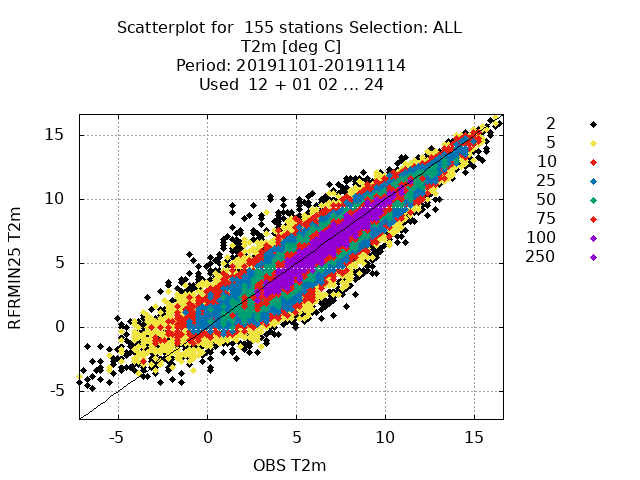 Scatterplot for  155 stations Selection: ALL
T2m [deg C]
Period: 20191101-20191114
Used  12 + 01 02 ... 24
2
5
10
25
50
75
100
250
15
10
5
0
-5
RFRMIN25 T2m
-5 0 5 10 15
OBS T2m